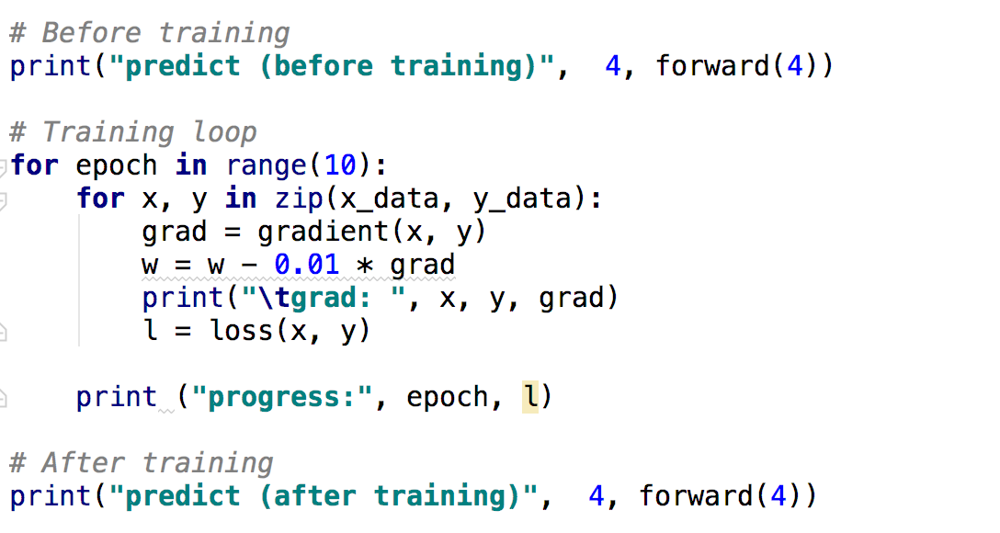 # Before training
print("predict (before training)",  4, forward(4))
# Training loop
for epoch in range(10):
    for x, y in zip(x_data, y_data):
        grad = gradient(x, y)
        w = w - 0.01 * grad
        print("\tgrad: ", x, y, grad)
        l = loss(x, y)
    print ("progress:", epoch, l)
# After training
print("predict (after training)",  4, forward(4))